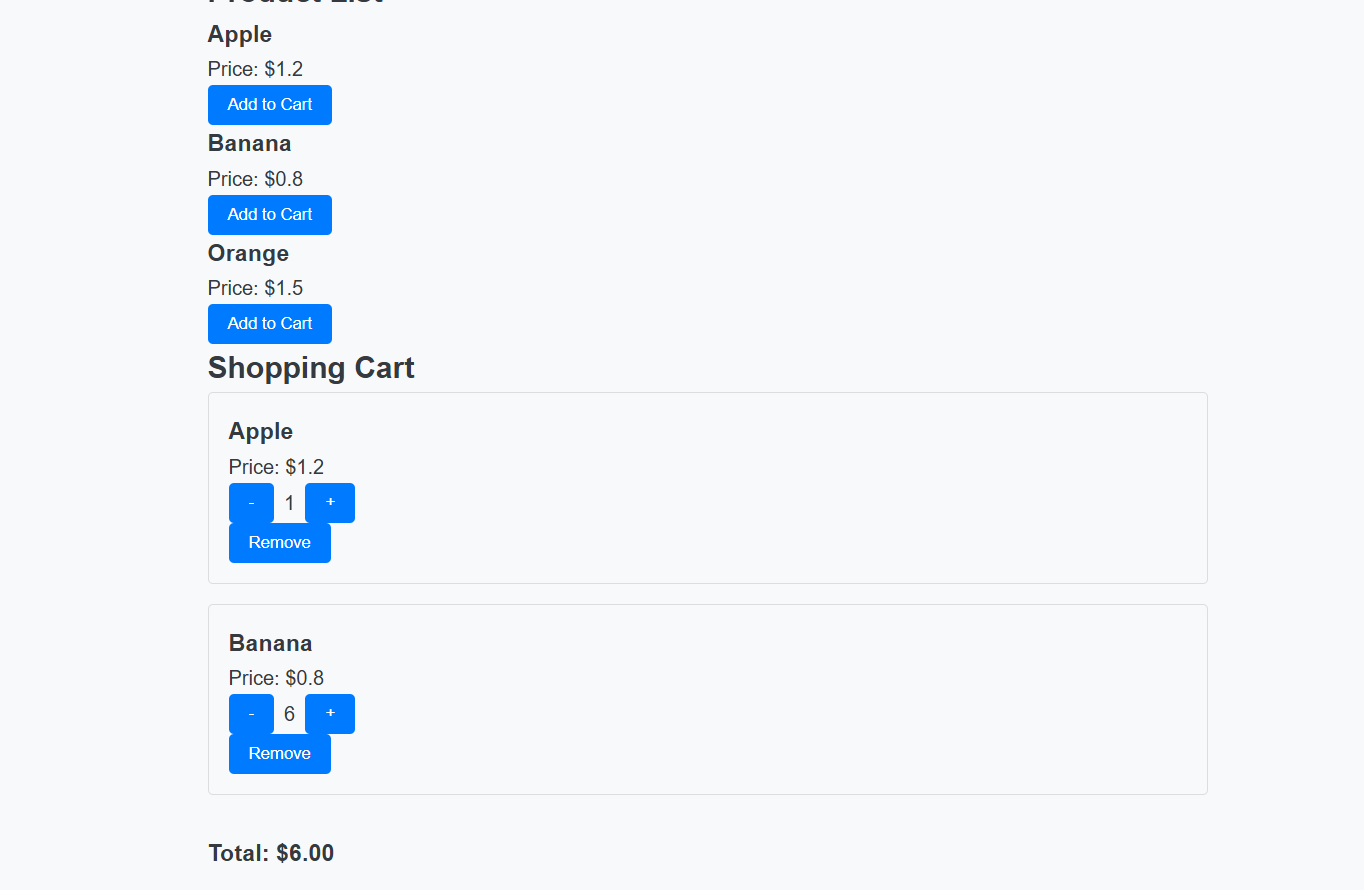 Product List
Apple
Price: $1.2
Add to Cart
Banana
Price: $0.8
Add to Cart
Orange
Price: $1.5
Add to Cart
Shopping Cart
Apple
Price: $1.2
- 1 +
Remove
Banana
Price: $0.8
- 6 +
Remove
Total: $6.00